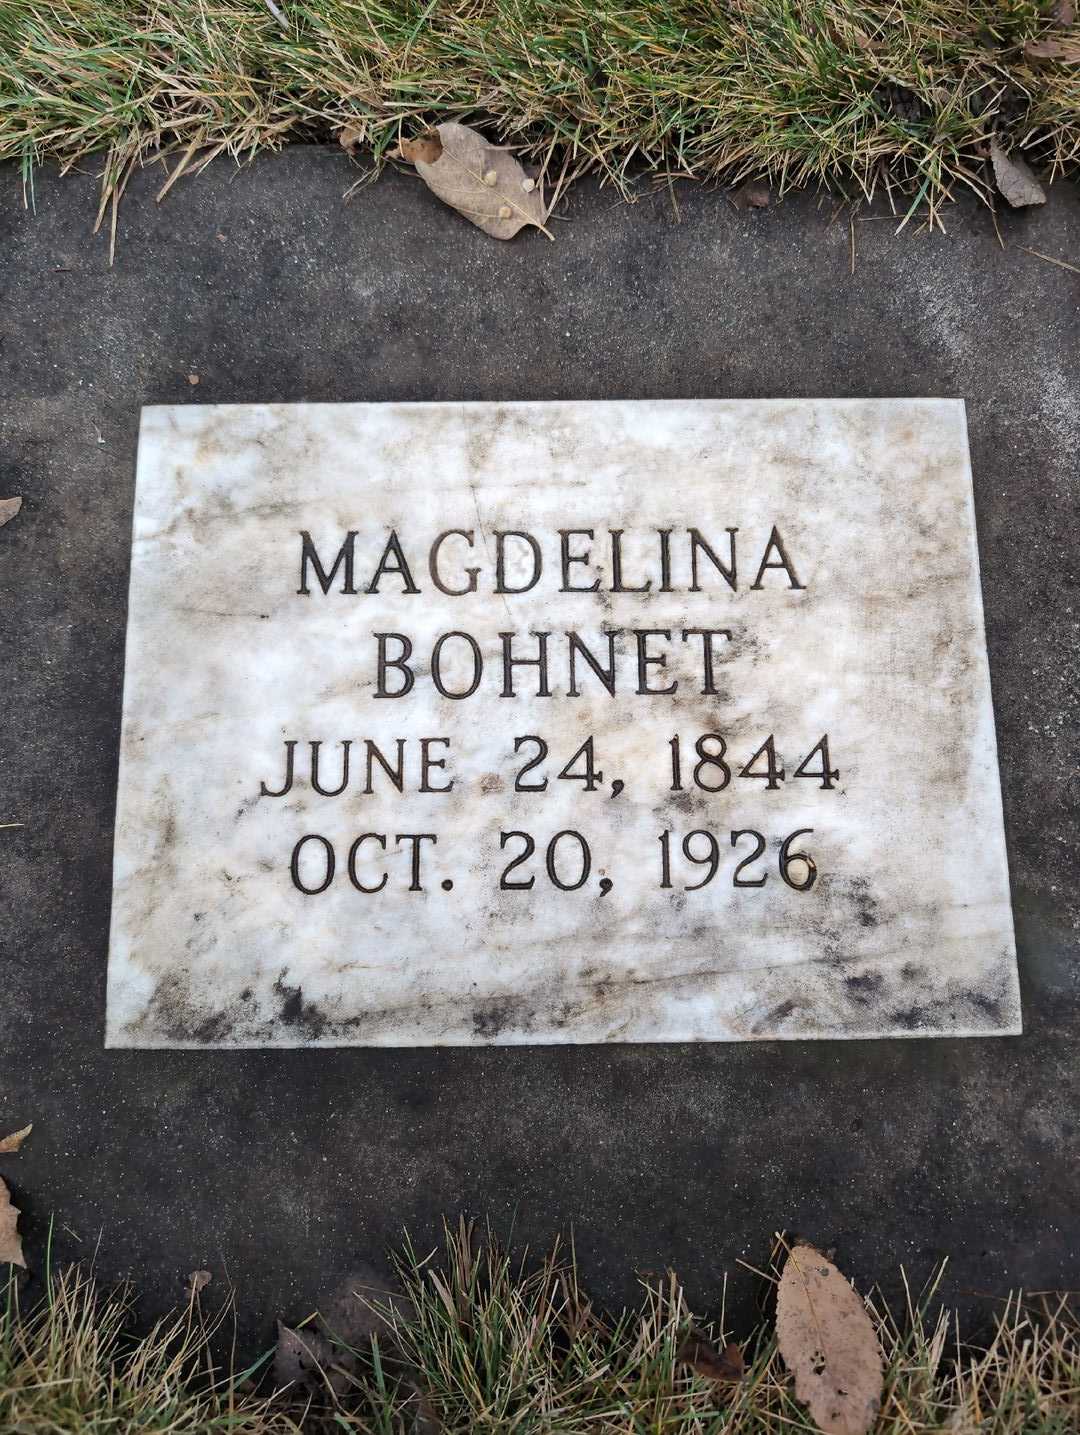 MAGDELINA
BOHNET
JUNE 24, 1844
OCT. 20, 1926